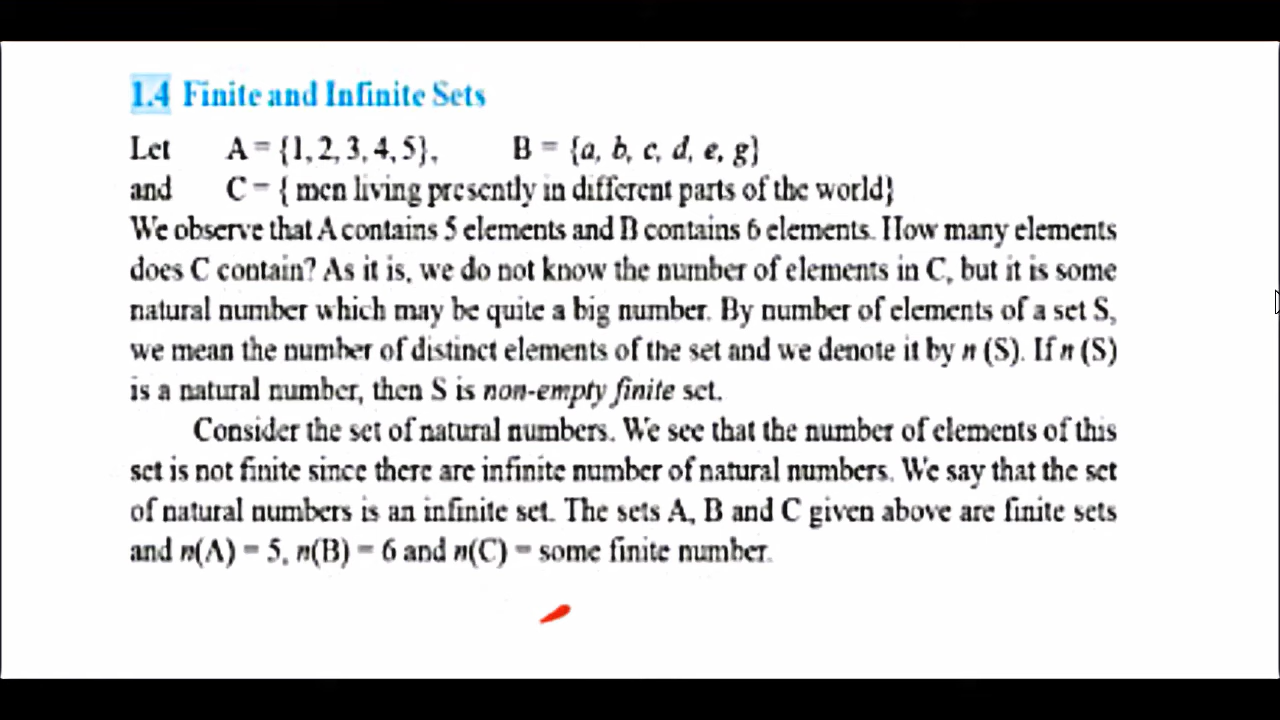 1.4 Finite and Infinite Sets
Let A = {1, 2, 3, 4, 5}, B = {a, b, c, d, e, g}
and C = { men living presently in different parts of the world}
We observe that A contains 5 elements and B contains 6 elements. How many elements
does C contain? As it is, we do not know the number of elements in C, but it is some
natural number which may be quite a big number. By number of elements of a set S,
we mean the number of distinct elements of the set and we denote it by n (S). If n (S)
is a natural number, then S is non-empty finite set.
Consider the set of natural numbers. We see that the number of elements of this
set is not finite since there are infinite number of natural numbers. We say that the set
of natural numbers is an infinite set. The sets A, B and C given above are finite sets
and n(A) = 5, n(B) = 6 and n(C) = some finite number.